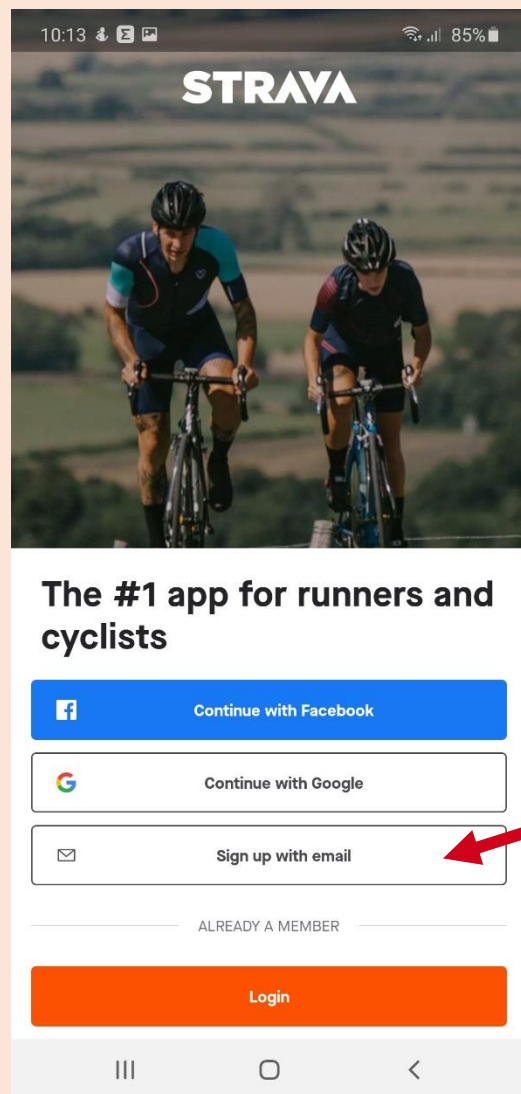 10:13
85%
STRAVA
The #1 app for runners and
cyclists
Continue with Facebook
Continue with Google
Sign up with email
ALREADY A MEMBER
Login